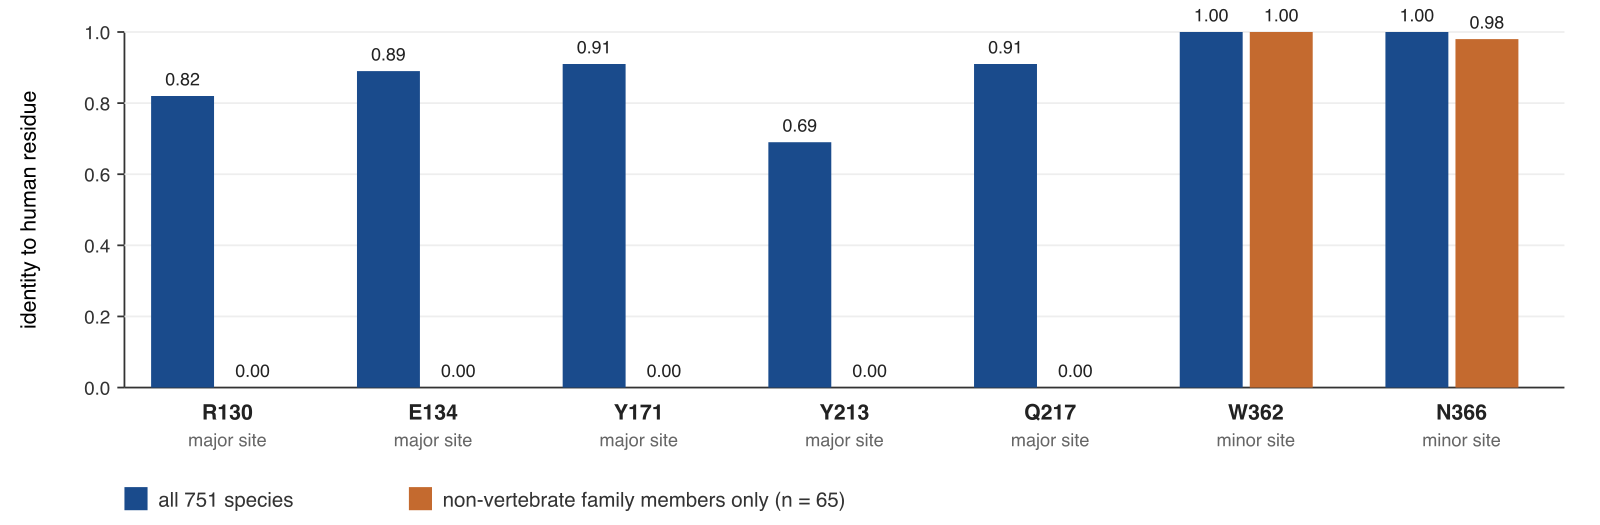 1.00 1.00 1.00 0.98
1.0
0.91 0.91
0.89
0.82
0.8
0.69
0.6
0.4
0.2
0.00 0.00 0.00 0.00 0.00
0.0
identity to human residue
R130 E134 Y171 Y213 Q217 W362 N366
major site major site major site major site major site minor site minor site
all 751 species non-vertebrate family members only (n = 65)